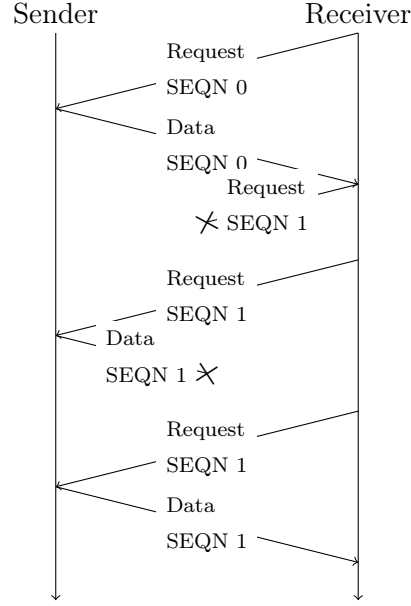 Sender Receiver
Request
SEQN 0
Data
SEQN 0
Request
SEQN 1
Request
SEQN 1
Data
SEQN 1
Request
SEQN 1
Data
SEQN 1